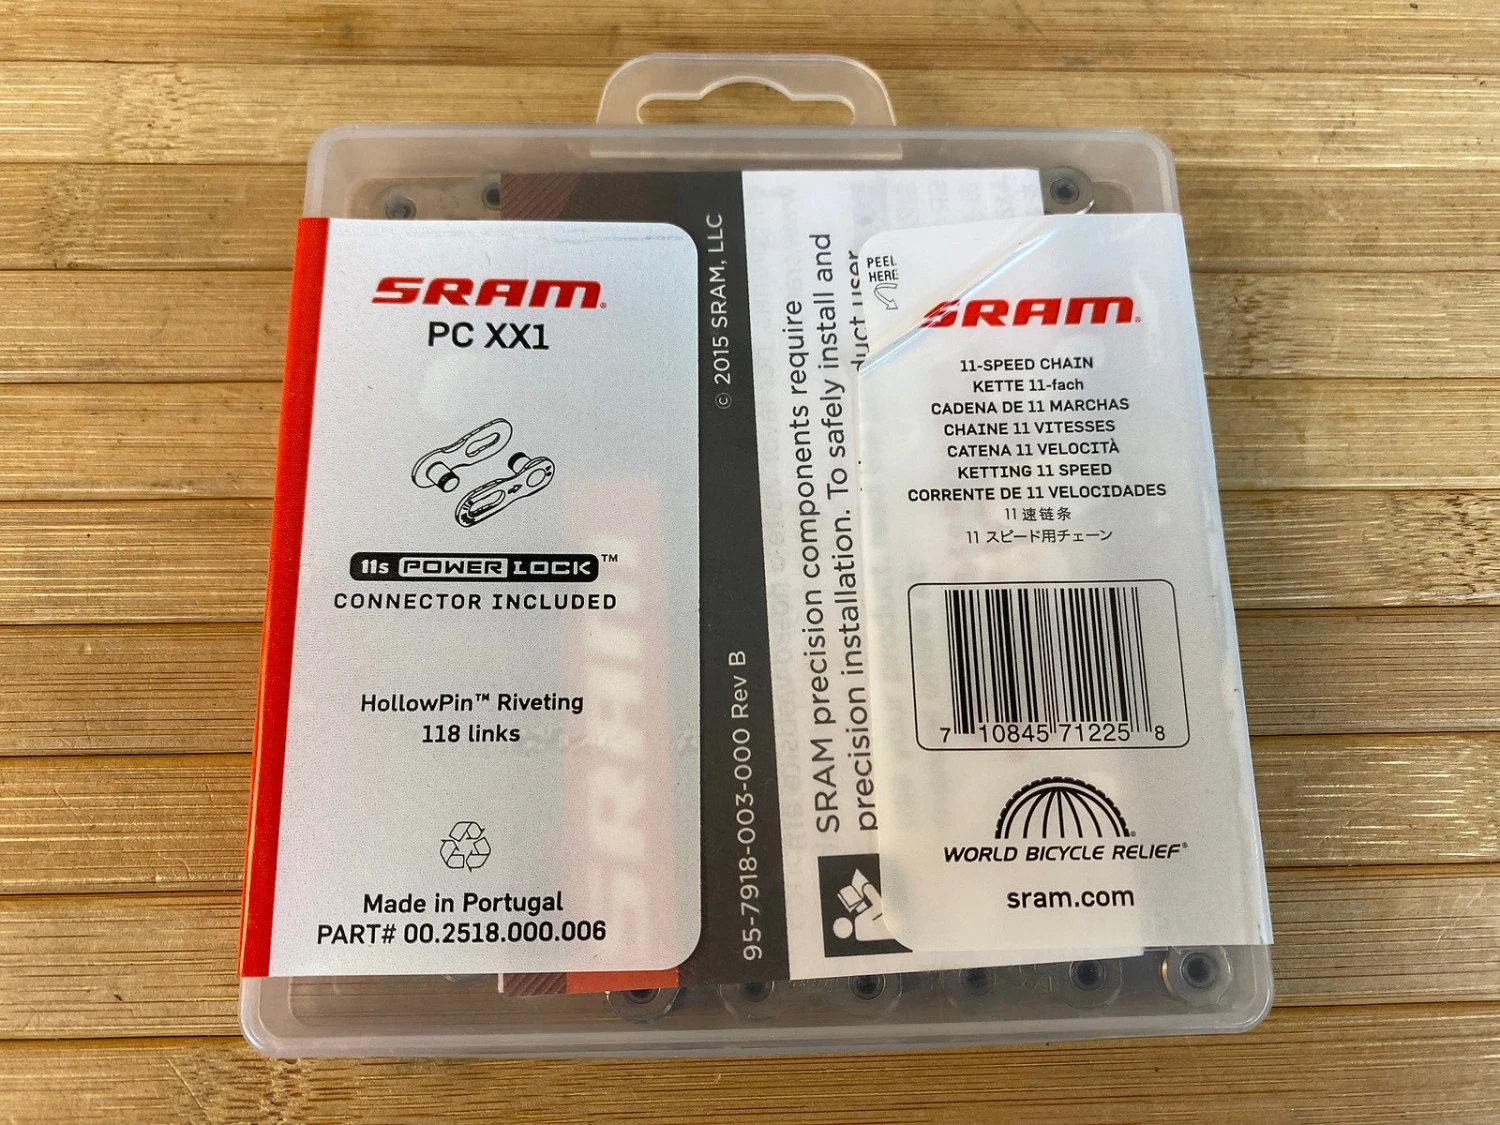 SRAM®
PC XX1
11s POWER LOCK™
CONNECTOR INCLUDED
HollowPin™ Riveting
118 links
Made in Portugal
PART# 00.2518.000.006
© 2015 SRAM, LLC
95-7918-003-000 Rev B
SRAM precision components require
precision installation. To safely install and
duct user
PEEL
HERE
SRAM®
11-SPEED CHAIN
KETTE 11-fach
CADENA DE 11 MARCHAS
CHAINE 11 VITESSES
CATENA 11 VELOCITÀ
KETTING 11 SPEED
CORRENTE DE 11 VELOCIDADES
11 速链条
11 スピード用チェーン
7 10845 71225 8
WORLD BICYCLE RELIEF®
sram.com
SRAM